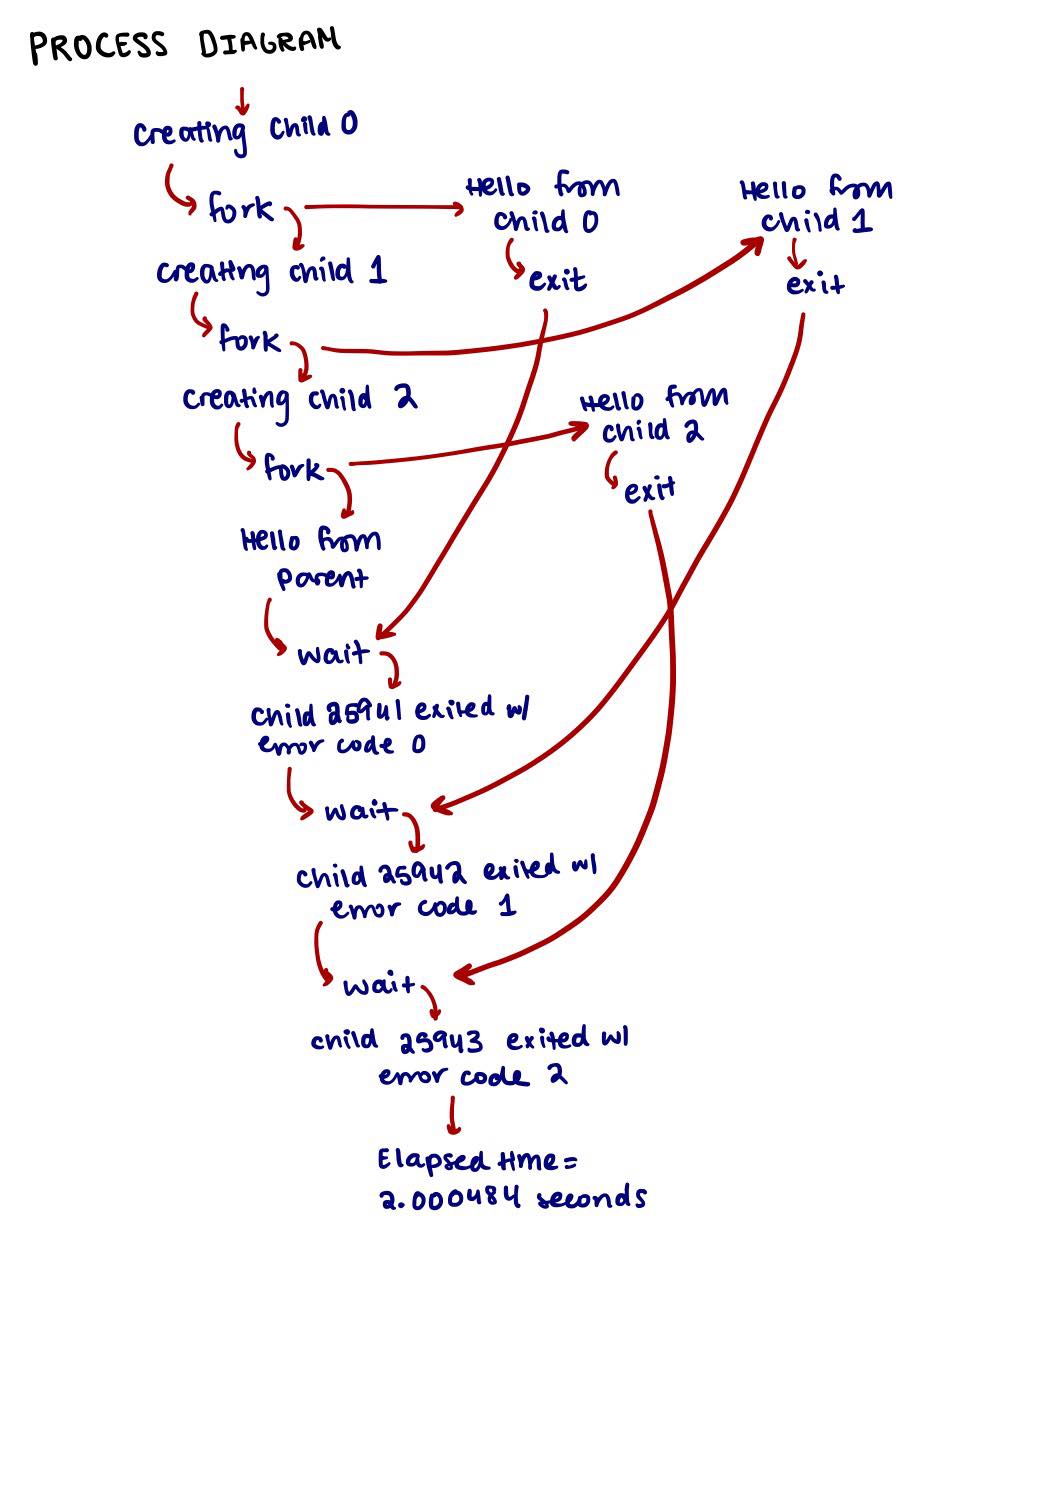 PROCESS DIAGRAM
Creating Child 0
fork
Hello from
child 0
exit
Hello from
child 1
exit
creating child 1
fork
creating child 2
fork
Hello from
child 2
exit
Hello from
parent
wait
child 25941 exited w/
error code 0
wait
child 25942 exited w/
error code 1
wait
child 25943 exited w/
error code 2
Elapsed time =
2.000484 seconds